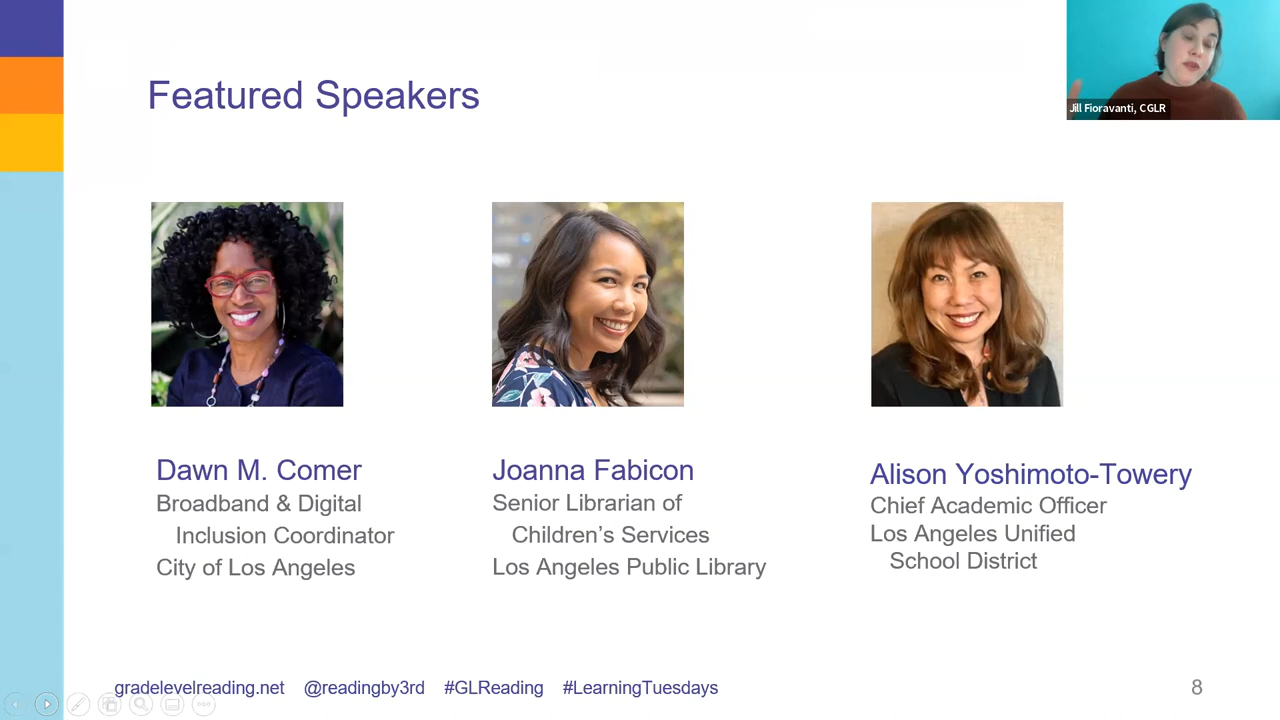 Featured Speakers
Jill Fioravanti, CGLR
Dawn M. Comer
Broadband & Digital
Inclusion Coordinator
City of Los Angeles
Joanna Fabicon
Senior Librarian of
Children’s Services
Los Angeles Public Library
Alison Yoshimoto-Towery
Chief Academic Officer
Los Angeles Unified
School District
gradelevelreading.net @readingby3rd #GLReading #LearningTuesdays
8